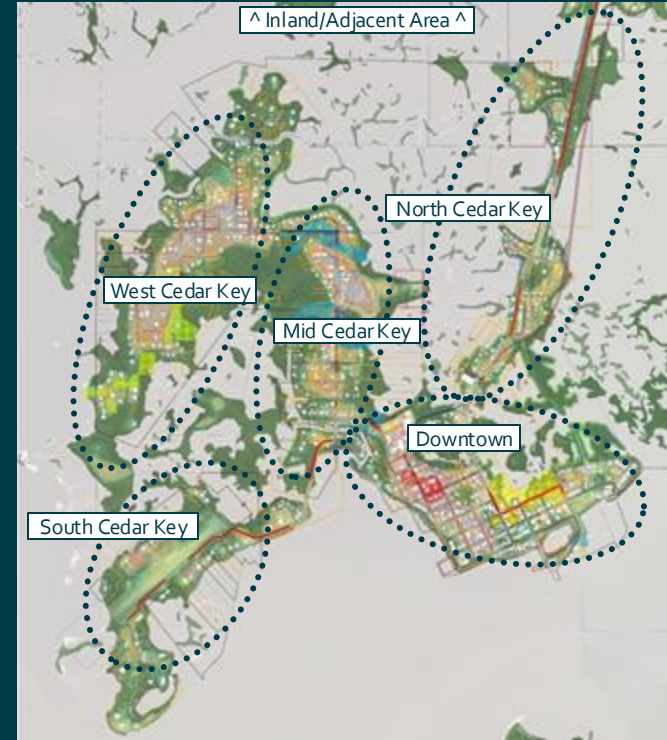 ^ Inland/Adjacent Area ^
North Cedar Key
West Cedar Key
Mid Cedar Key
Downtown
South Cedar Key